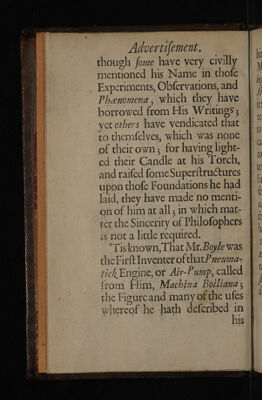 Advertiſement.
though ſome have very civilly
mentioned his Name in thoſe
Experiments, Obſervations, and
Phænomena, which they have
borrowed from His Writings;
yet others have vendicated that
to themſelves, which was none
of their own; for having light-
ed their Candle at his Torch,
and raiſed ſome Superſtructures
upon thoſe Foundations he had
laid, they have made no menti-
on of him at all; in which mat-
ter the Sincerity of Philoſophers
is not a little required.
'Tis known, That Mr. Boyle was
the Firſt Inventer of that Pneuma-
tick Engine, or Air-Pump, called
from Him, Machina Boiliana;
the Figure and many of the uſes
whereof he hath deſcribed in
his